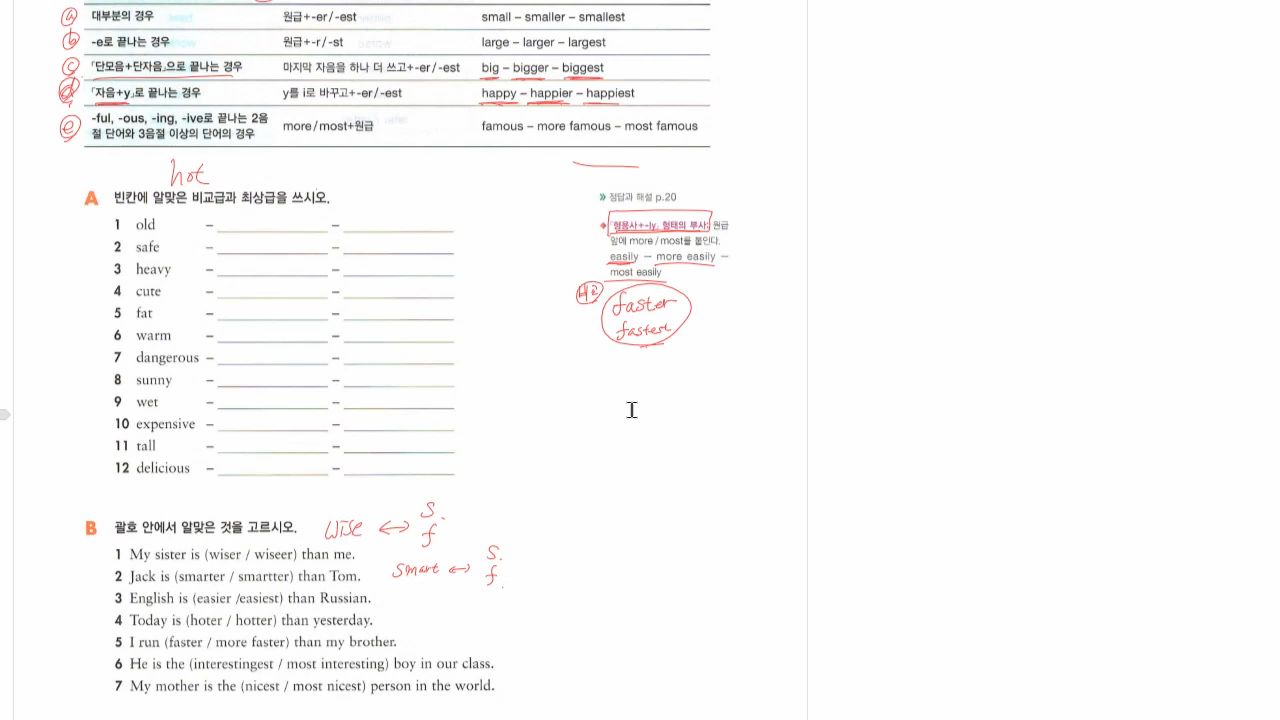 ⓐ 대부분의 경우 원급+-er/-est small – smaller – smallest
ⓑ -e로 끝나는 경우 원급+-r/-st large – larger – largest
ⓒ 「단모음+단자음」으로 끝나는 경우 마지막 자음을 하나 더 쓰고+-er/-est big – bigger – biggest
ⓓ 「자음+y」로 끝나는 경우 y를 i로 바꾸고+-er/-est happy – happier – happiest
ⓔ -ful, -ous, -ing, -ive로 끝나는 2음
절 단어와 3음절 이상의 단어의 경우 more/most+원급 famous – more famous – most famous
hot
A 빈칸에 알맞은 비교급과 최상급을 쓰시오.
1 old – –
2 safe – –
3 heavy – –
4 cute – –
5 fat – –
6 warm – –
7 dangerous – –
8 sunny – –
9 wet – –
10 expensive – –
11 tall – –
12 delicious – –
» 정답과 해설 p.20
「형용사+-ly」 형태의 부사: 원급
앞에 more/most를 붙인다.
easily – more easily –
most easily
faster
fastest
B 괄호 안에서 알맞은 것을 고르시오.
wise ↔ s.
f
1 My sister is (wiser / wiseer) than me.
2 Jack is (smarter / smartter) than Tom.
smart ↔ s.
f.
3 English is (easier /easiest) than Russian.
4 Today is (hoter / hotter) than yesterday.
5 I run (faster / more faster) than my brother.
6 He is the (interestingest / most interesting) boy in our class.
7 My mother is the (nicest / most nicest) person in the world.